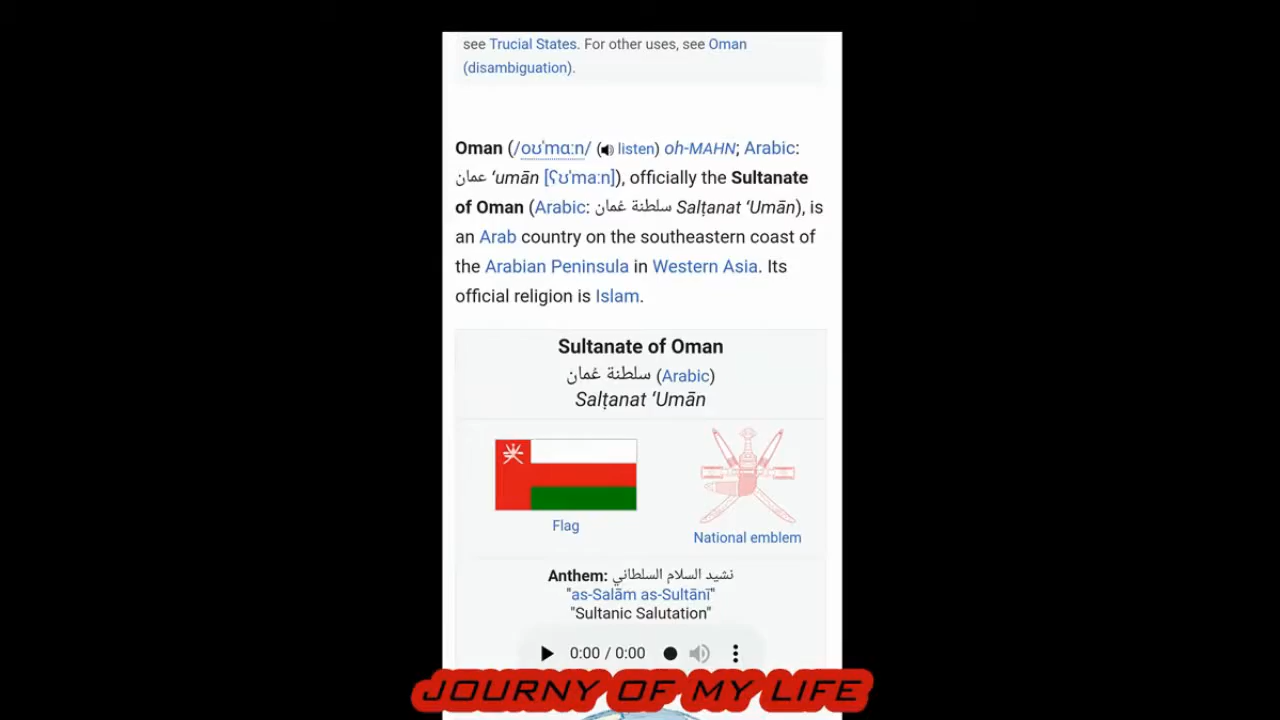 see Trucial States. For other uses, see Oman
(disambiguation).
Oman (/oʊˈmɑːn/ (listen) oh-MAHN; Arabic:
عمان ʻumān [ʕʊˈmaːn]), officially the Sultanate
of Oman (Arabic: سلطنة عُمان Salṭanat ʻUmān), is
an Arab country on the southeastern coast of
the Arabian Peninsula in Western Asia. Its
official religion is Islam.
Sultanate of Oman
سلطنة عُمان (Arabic)
Salṭanat ʻUmān
Flag
National emblem
Anthem: نشيد السلام السلطاني
"as-Salām as-Sultānī"
"Sultanic Salutation"
0:00 / 0:00
JOURNY OF MY LIFE